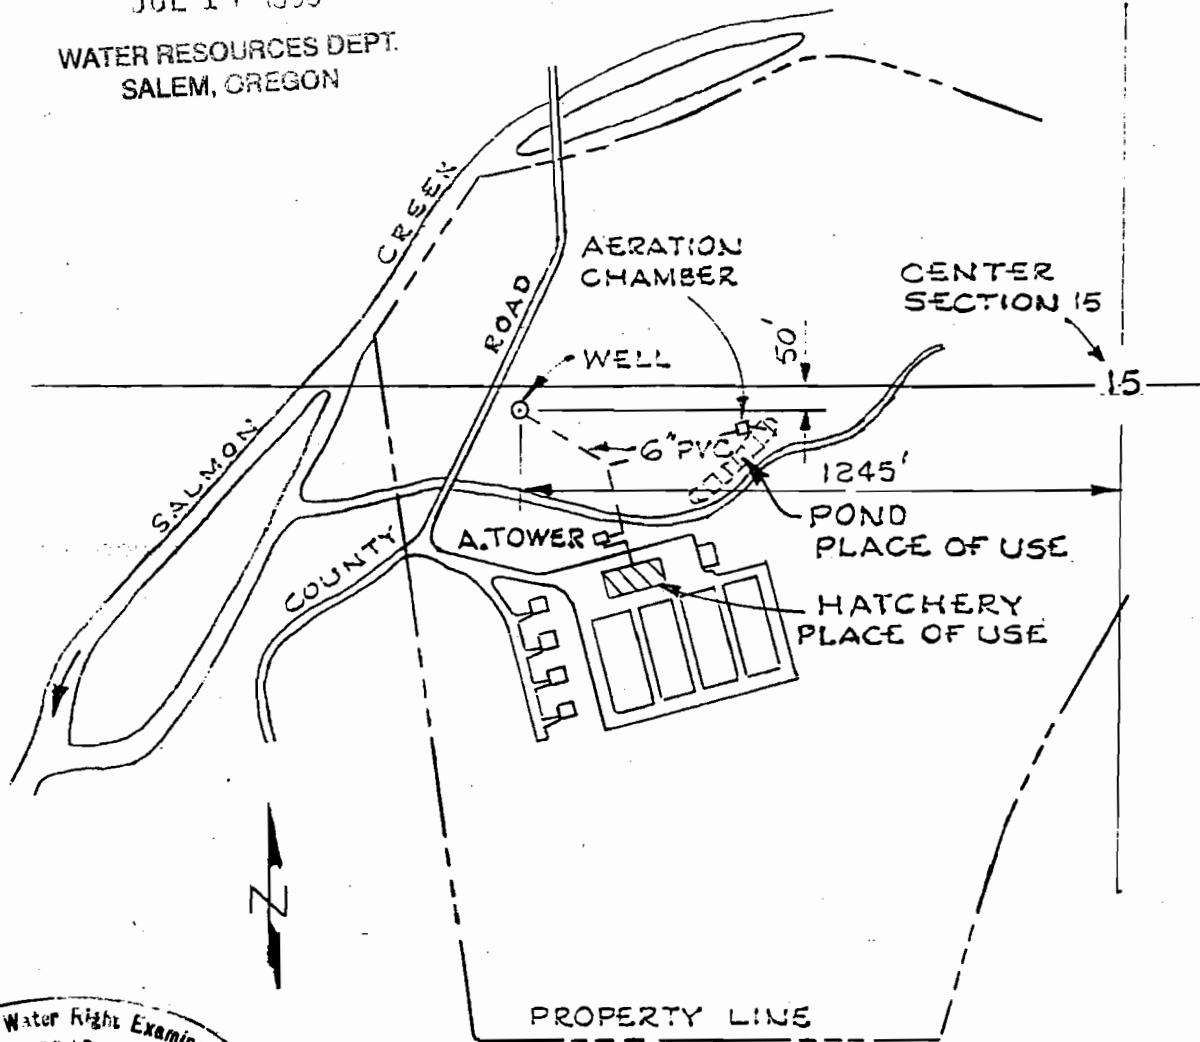 WATER RESOURCES DEPT.
SALEM, OREGON
CREEK
SALMON
ROAD
COUNTY
AERATION
CHAMBER
CENTER
SECTION 15
50'
WELL
15
6"PVC
1245'
POND
PLACE OF USE
A.TOWER
HATCHERY
PLACE OF USE
N
PROPERTY LINE
Water Right